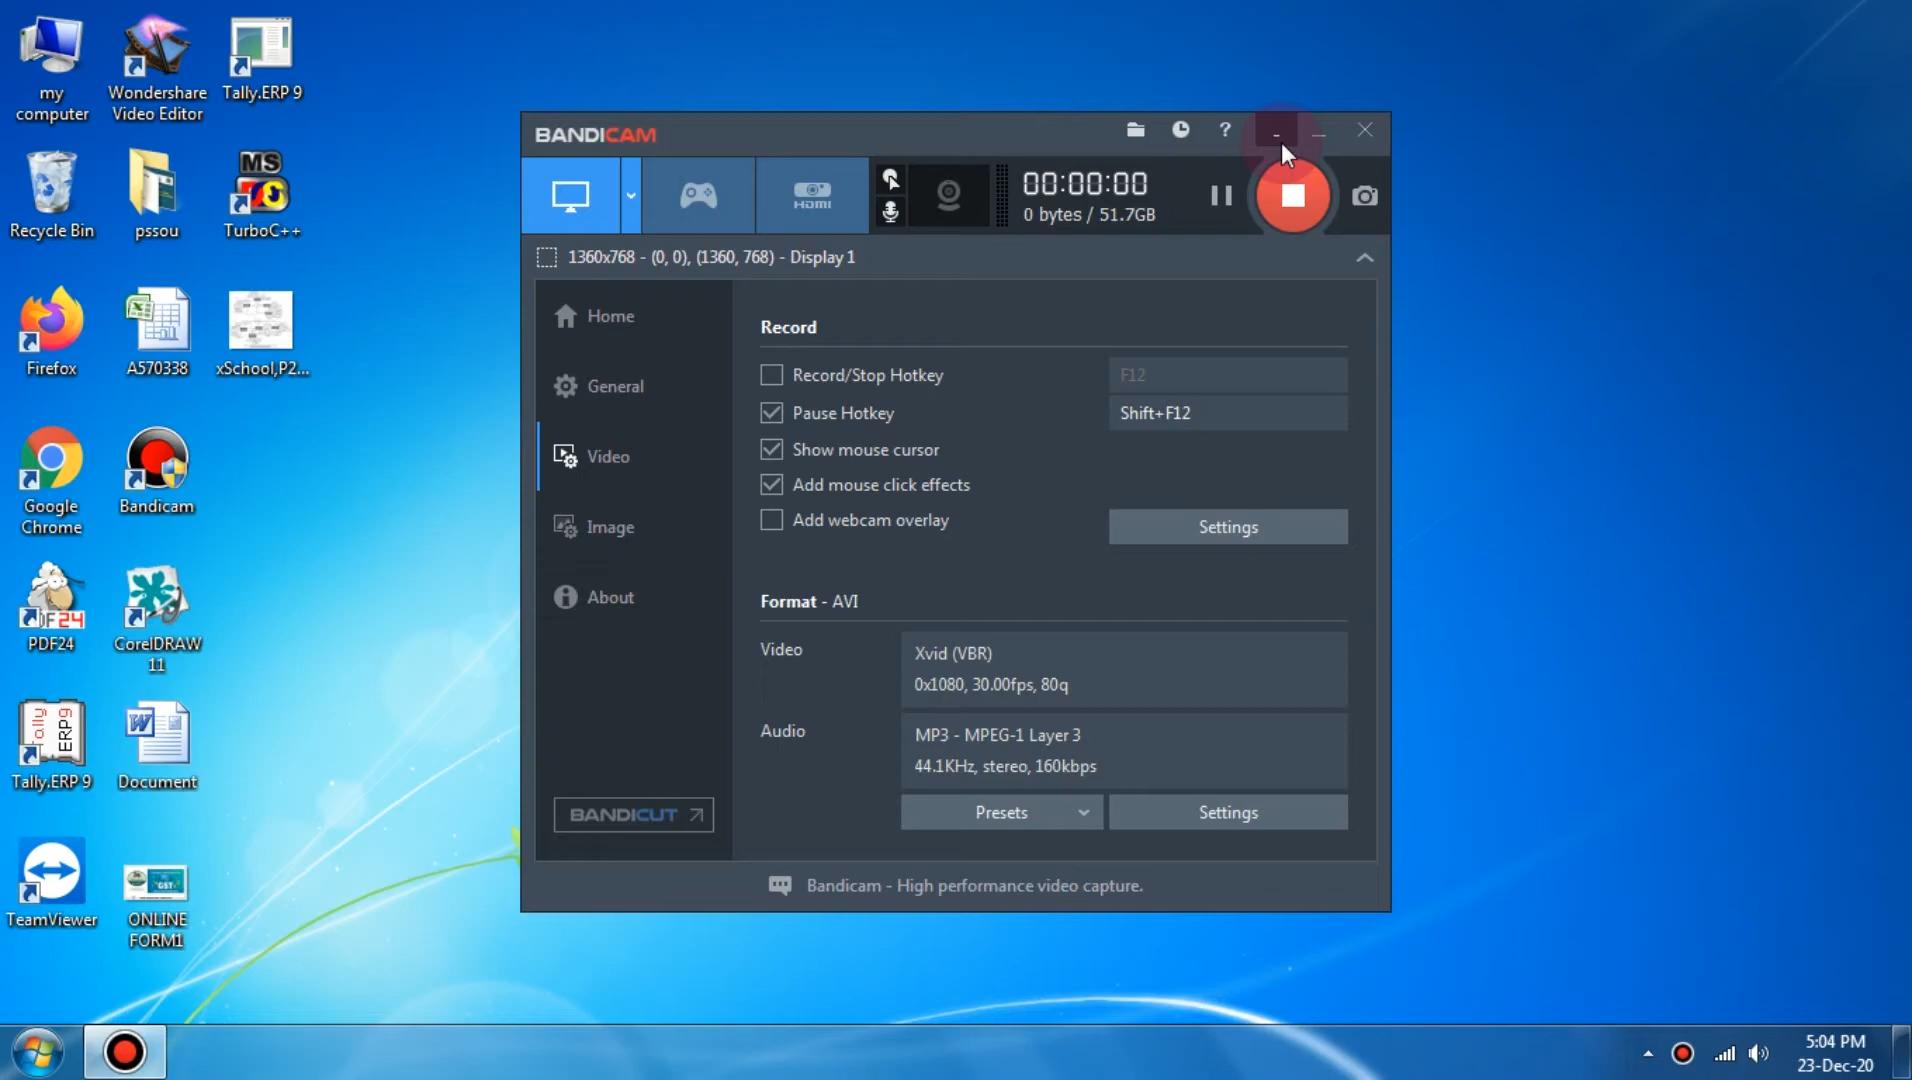 my
computer
Wondershare
Video Editor
Tally.ERP 9
Recycle Bin
pssou
MS
TurboC++
Firefox
A570338
xSchool,P2...
Google
Chrome
Bandicam
PDF24
CorelDRAW
11
Tally ERP9
Tally.ERP 9
Document
TeamViewer
GST
ONLINE
FORM1
BANDICAM
?
HDMI
00:00:00
0 bytes / 51.7GB
1360x768 - (0, 0), (1360, 768) - Display 1
Home
General
Video
Image
About
BANDICUT
Record
Record/Stop Hotkey
F12
Pause Hotkey
Shift+F12
Show mouse cursor
Add mouse click effects
Add webcam overlay
Settings
Format - AVI
Video
Xvid (VBR)
0x1080, 30.00fps, 80q
Audio
MP3 - MPEG-1 Layer 3
44.1KHz, stereo, 160kbps
Presets
Settings
Bandicam - High performance video capture.
5:04 PM
23-Dec-20